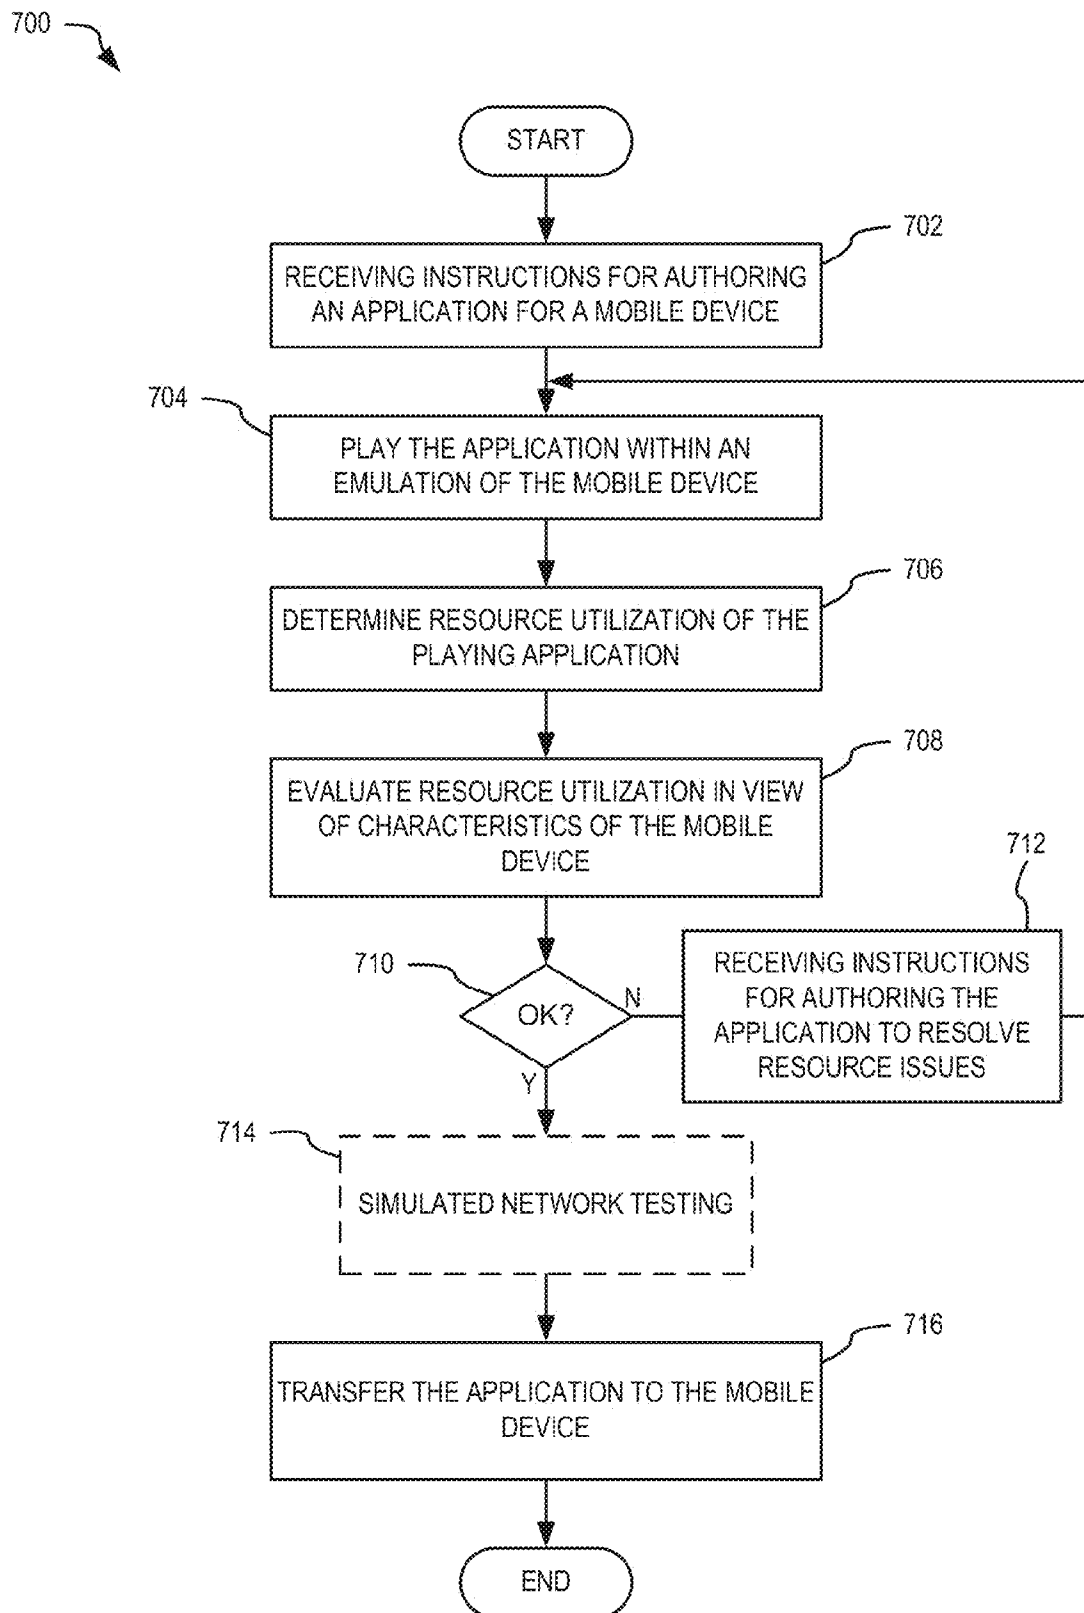 700
START
702
RECEIVING INSTRUCTIONS FOR AUTHORING
AN APPLICATION FOR A MOBILE DEVICE
704
PLAY THE APPLICATION WITHIN AN
EMULATION OF THE MOBILE DEVICE
706
DETERMINE RESOURCE UTILIZATION OF THE
PLAYING APPLICATION
708
EVALUATE RESOURCE UTILIZATION IN VIEW
OF CHARACTERISTICS OF THE MOBILE
DEVICE
710
OK?
N
Y
712
RECEIVING INSTRUCTIONS
FOR AUTHORING THE
APPLICATION TO RESOLVE
RESOURCE ISSUES
714
SIMULATED NETWORK TESTING
716
TRANSFER THE APPLICATION TO THE MOBILE
DEVICE
END